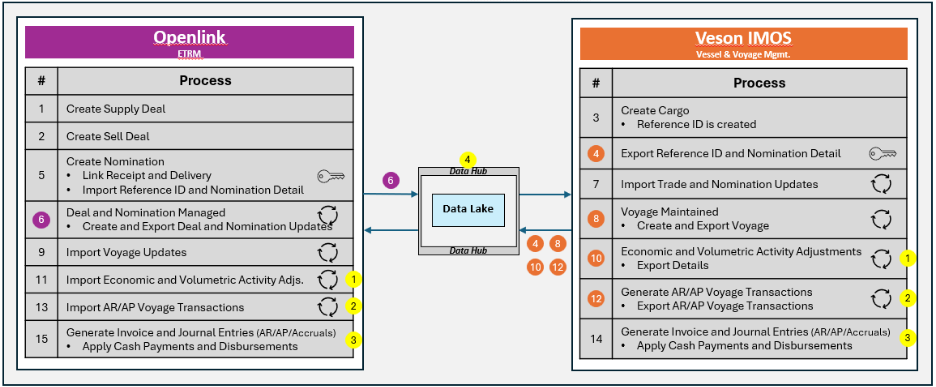 Openlink
ETRM
# Process
1 Create Supply Deal
2 Create Sell Deal
5 Create Nomination
• Link Receipt and Delivery
• Import Reference ID and Nomination Detail
6 Deal and Nomination Managed
• Create and Export Deal and Nomination Updates
9 Import Voyage Updates
11 Import Economic and Volumetric Activity Adjs. 1
13 Import AR/AP Voyage Transactions 2
15 Generate Invoice and Journal Entries (AR/AP/Accruals) 3
• Apply Cash Payments and Disbursements
6
4
Data Hub
Data Lake
Data Hub
4 8
10 12
Veson IMOS
Vessel & Voyage Mgmt.
# Process
3 Create Cargo
• Reference ID is created
4 Export Reference ID and Nomination Detail
7 Import Trade and Nomination Updates
8 Voyage Maintained
• Create and Export Voyage
10 Economic and Volumetric Activity Adjustments 1
• Export Details
12 Generate AR/AP Voyage Transactions 2
• Export AR/AP Voyage Transactions
14 Generate Invoice and Journal Entries (AR/AP/Accruals) 3
• Apply Cash Payments and Disbursements